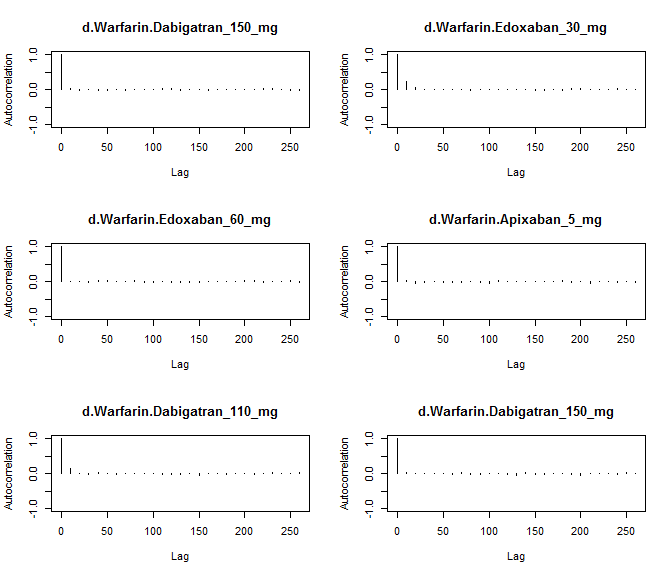 d.Warfarin.Dabigatran_150_mg
Autocorrelation
-1.0 0.0 1.0
0 50 100 150 200 250
Lag
d.Warfarin.Edoxaban_30_mg
Autocorrelation
-1.0 0.0 1.0
0 50 100 150 200 250
Lag
d.Warfarin.Edoxaban_60_mg
Autocorrelation
-1.0 0.0 1.0
0 50 100 150 200 250
Lag
d.Warfarin.Apixaban_5_mg
Autocorrelation
-1.0 0.0 1.0
0 50 100 150 200 250
Lag
d.Warfarin.Dabigatran_110_mg
Autocorrelation
-1.0 0.0 1.0
0 50 100 150 200 250
Lag
d.Warfarin.Dabigatran_150_mg
Autocorrelation
-1.0 0.0 1.0
0 50 100 150 200 250
Lag